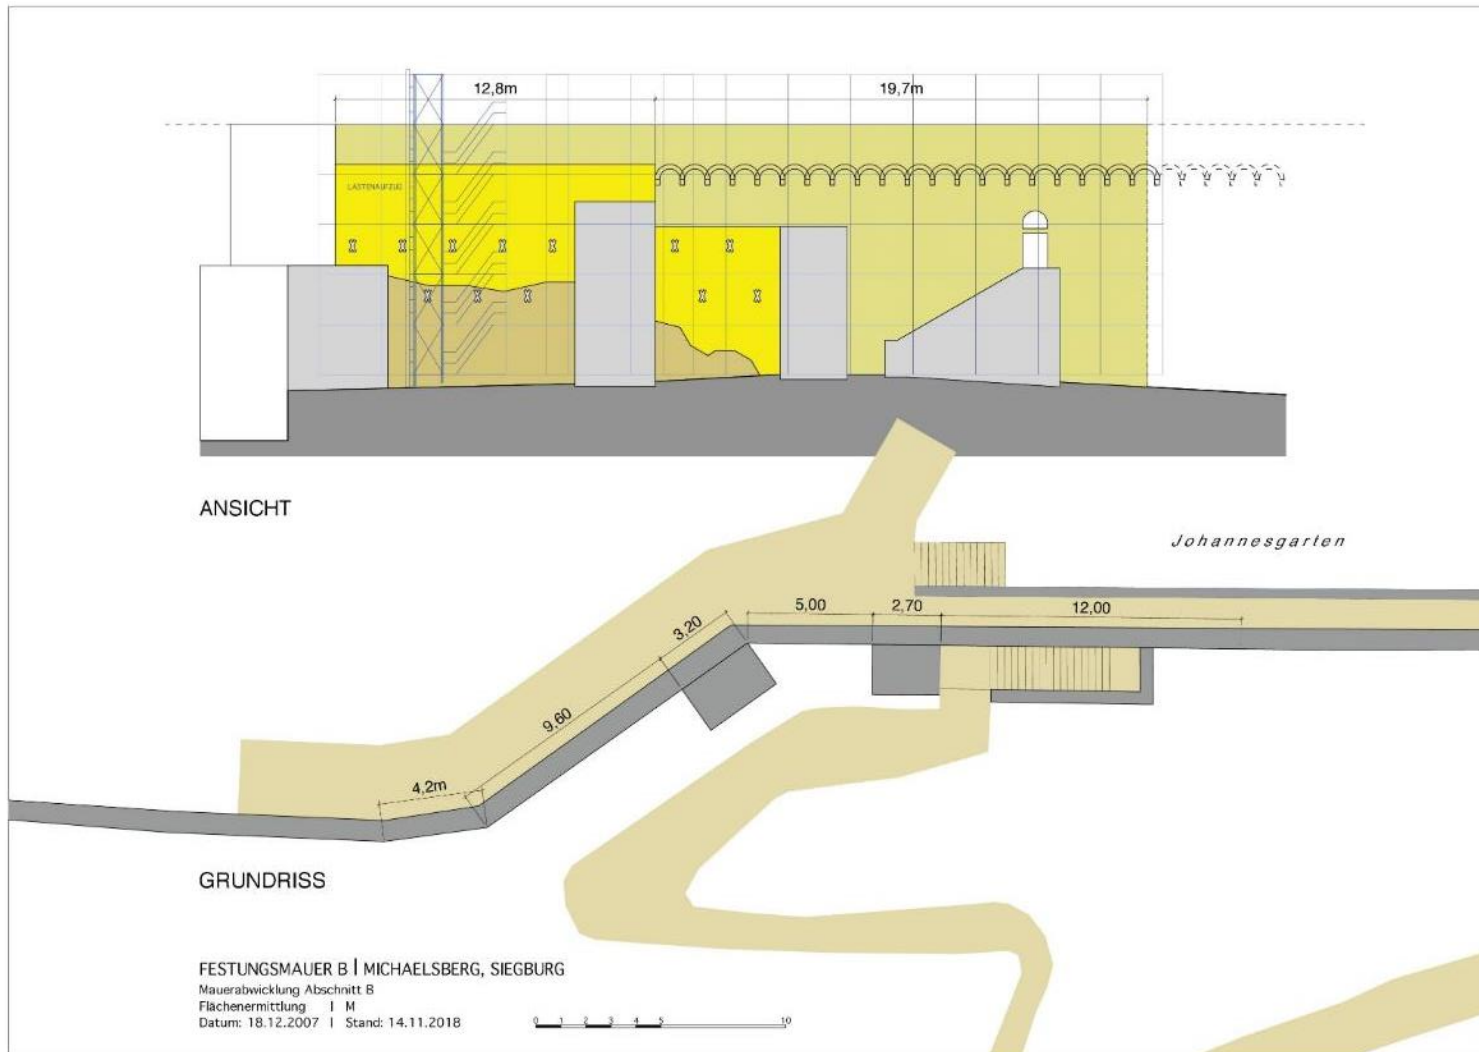 12,8m
19,7m
LASTENAUFZUG
ANSICHT
Johannesgarten
5,00
2,70
12,00
3,20
9,60
4,2m
GRUNDRISS
FESTUNGSMAUER B | MICHAELSBERG, SIEGBURG
Mauerabwicklung Abschnitt B
Flächenermittlung | M
Datum: 18.12.2007 | Stand: 14.11.2018
0 1 2 3 4 5 10